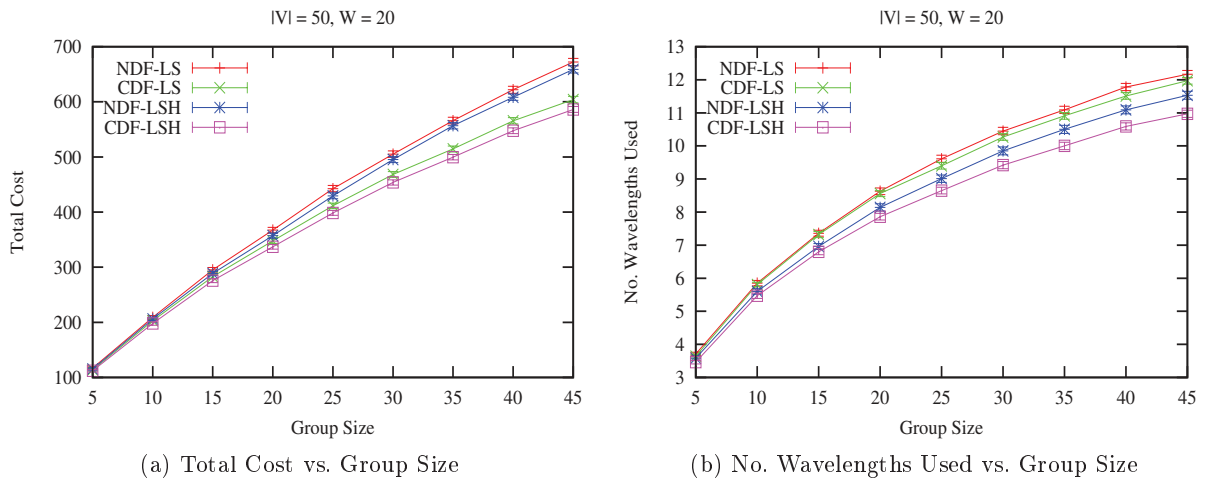 |V| = 50, W = 20
700
600
500
400
300
200
100
5 10 15 20 25 30 35 40 45
Total Cost
Group Size
NDF-LS
CDF-LS
NDF-LSH
CDF-LSH
(a) Total Cost vs. Group Size
|V| = 50, W = 20
13
12
11
10
9
8
7
6
5
4
3
5 10 15 20 25 30 35 40 45
No. Wavelengths Used
Group Size
NDF-LS
CDF-LS
NDF-LSH
CDF-LSH
(b) No. Wavelengths Used vs. Group Size